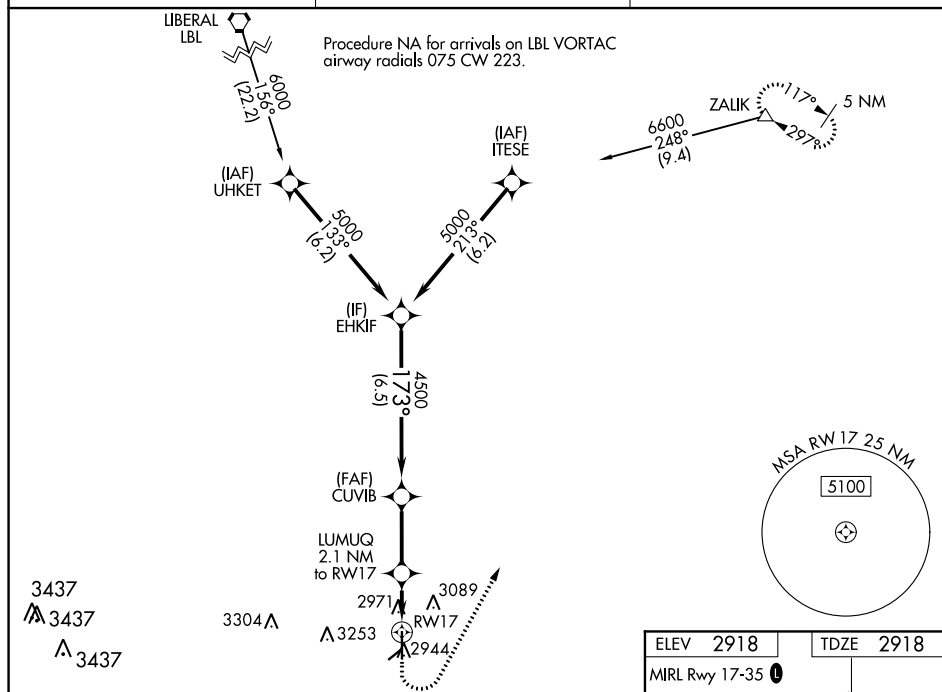 LIBERAL
LBL
Procedure NA for arrivals on LBL VORTAC
airway radials 075 CW 223.
6000
156°
(22.2)
ZALIK
117°
5 NM
297°
6600
248°
(9.4)
(IAF)
ITESE
(IAF)
UHKET
5000
133°
(6.2)
5000
213°
(6.2)
(IF)
EHKIF
4500
173°
(6.5)
MSA RW 17 25 NM
5100
(FAF)
CUVIB
LUMUQ
2.1 NM
to RW17
3437
3437
3437
3304
3253
2971
3089
RW17
2944
ELEV 2918
TDZE 2918
MIRL Rwy 17-35 L